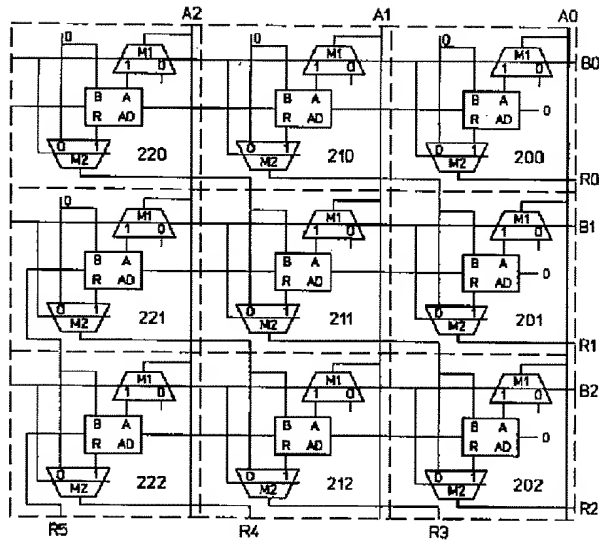 A2 A1 A0
0 M1 0 M1 0 M1 B0
1 0 1 0 1 0
B A B A B A
R AD R AD R AD 0
0 1 0 1 0 1
M2 220 M2 210 M2 200
R0
0 M1 M1 M1 B1
1 0 1 0 1 0
B A B A B A
R AD R AD R AD 0
0 1 0 1 0 1
M2 221 M2 211 M2 201
R1
M1 M1 M1 B2
1 0 1 0 1 0
B A B A B A
R AD R AD R AD 0
0 1 0 1 0 1
M2 222 M2 212 M2 202
R2
R5 R4 R3